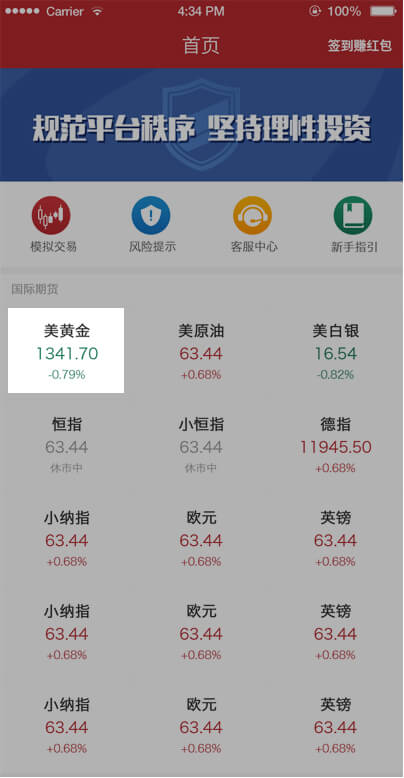 Carrier 4:34 PM 100%
首页 签到赚红包
规范平台秩序 坚持理性投资
模拟交易 风险提示 客服中心 新手指引
国际期货
美黄金 美原油 美白银
1341.70 63.44 16.54
-0.79% +0.68% -0.82%
恒指 小恒指 德指
63.44 63.44 11945.50
休市中 休市中 +0.68%
小纳指 欧元 英镑
63.44 63.44 63.44
+0.68% +0.68% +0.68%
小纳指 欧元 英镑
63.44 63.44 63.44
+0.68% +0.68% +0.68%
小纳指 欧元 英镑
63.44 63.44 63.44
+0.68% +0.68% +0.68%